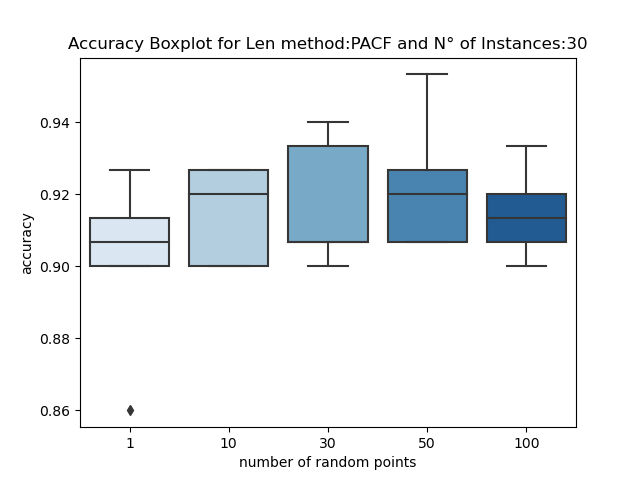 Accuracy Boxplot for Len method:PACF and N° of Instances:30
accuracy
0.94
0.92
0.90
0.88
0.86
1 10 30 50 100
number of random points